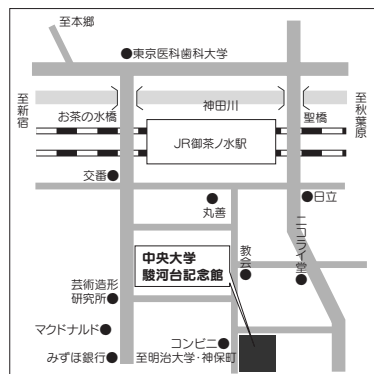 至本郷
東京医科歯科大学
至新宿
お茶の水橋
神田川
聖橋
至秋葉原
JR御茶ノ水駅
交番
丸善
日立
ニコライ堂
中央大学
駿河台記念館
教会
芸術造形
研究所
マクドナルド
コンビニ
みずほ銀行
至明治大学・神保町